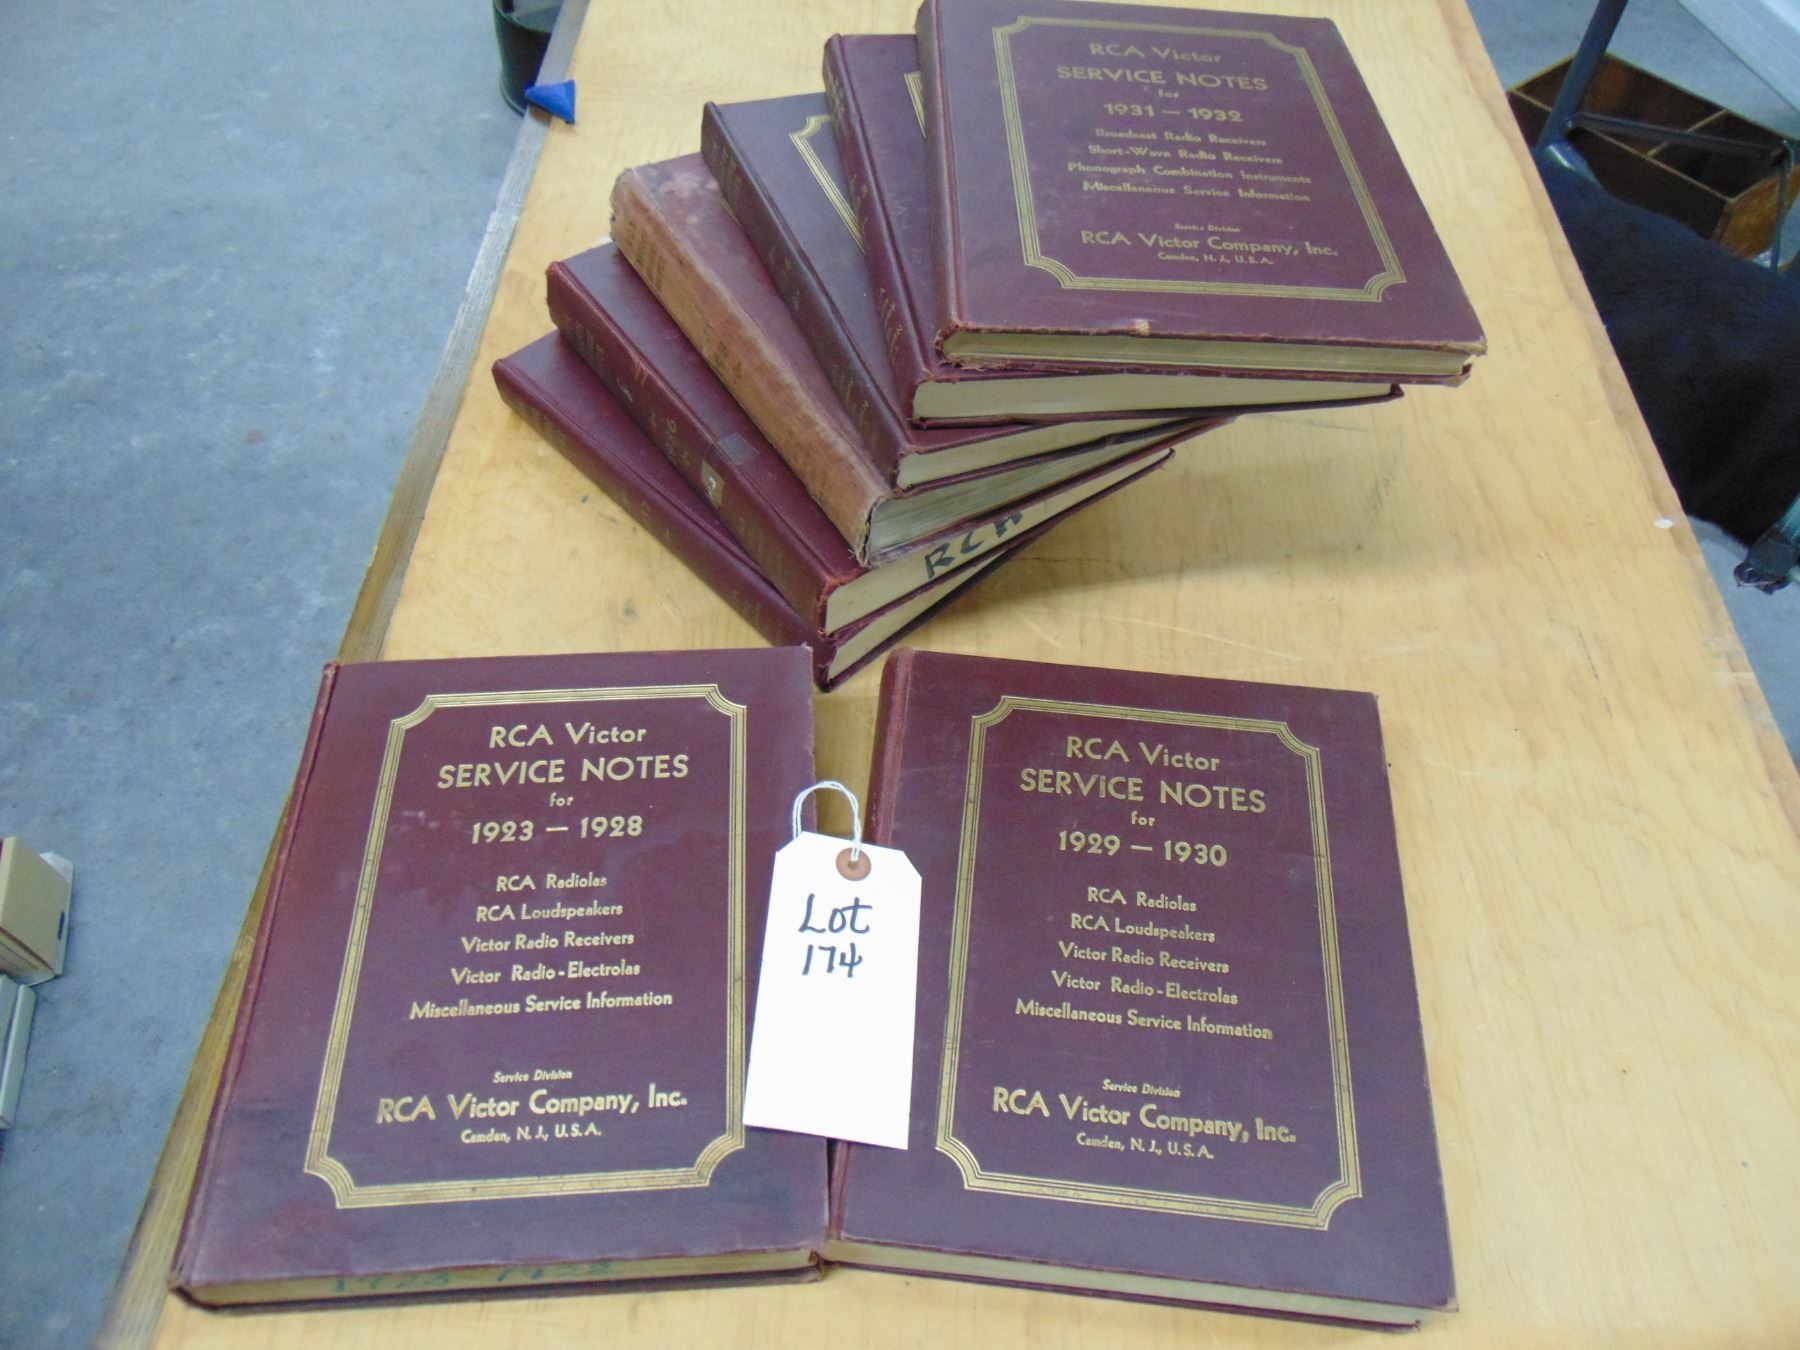 RCA Victor
SERVICE NOTES
for
1931 — 1932
Broadcast Radio Receivers
Short-Wave Radio Receivers
Phonograph Combination Instruments
Miscellaneous Service Information
Service Division
RCA Victor Company, Inc.
Camden, N. J., U.S.A.
RCA
RCA Victor
SERVICE NOTES
for
1923 — 1928
RCA Radiolas
RCA Loudspeakers
Victor Radio Receivers
Victor Radio-Electrolas
Miscellaneous Service Information
Service Division
RCA Victor Company, Inc.
Camden, N. J., U.S.A.
1923-1928
Lot
174
RCA Victor
SERVICE NOTES
for
1929 — 1930
RCA Radiolas
RCA Loudspeakers
Victor Radio Receivers
Victor Radio-Electrolas
Miscellaneous Service Information
Service Division
RCA Victor Company, Inc.
Camden, N. J., U.S.A.